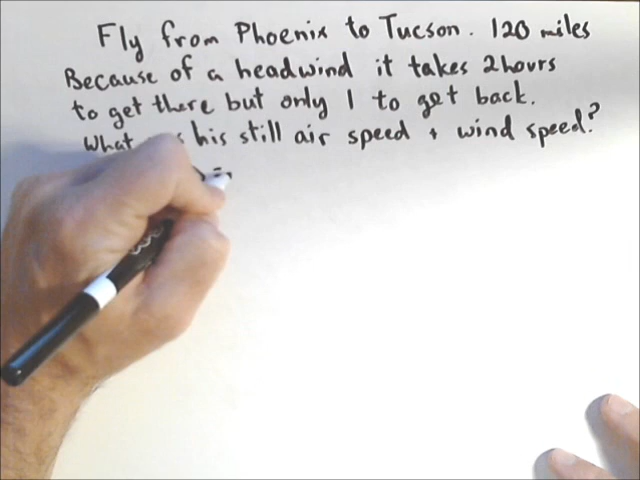 Fly from Phoenix to Tucson. 120 miles
Because of a headwind it takes 2 hours
to get there but only 1 to get back.
What his still air speed + wind speed?